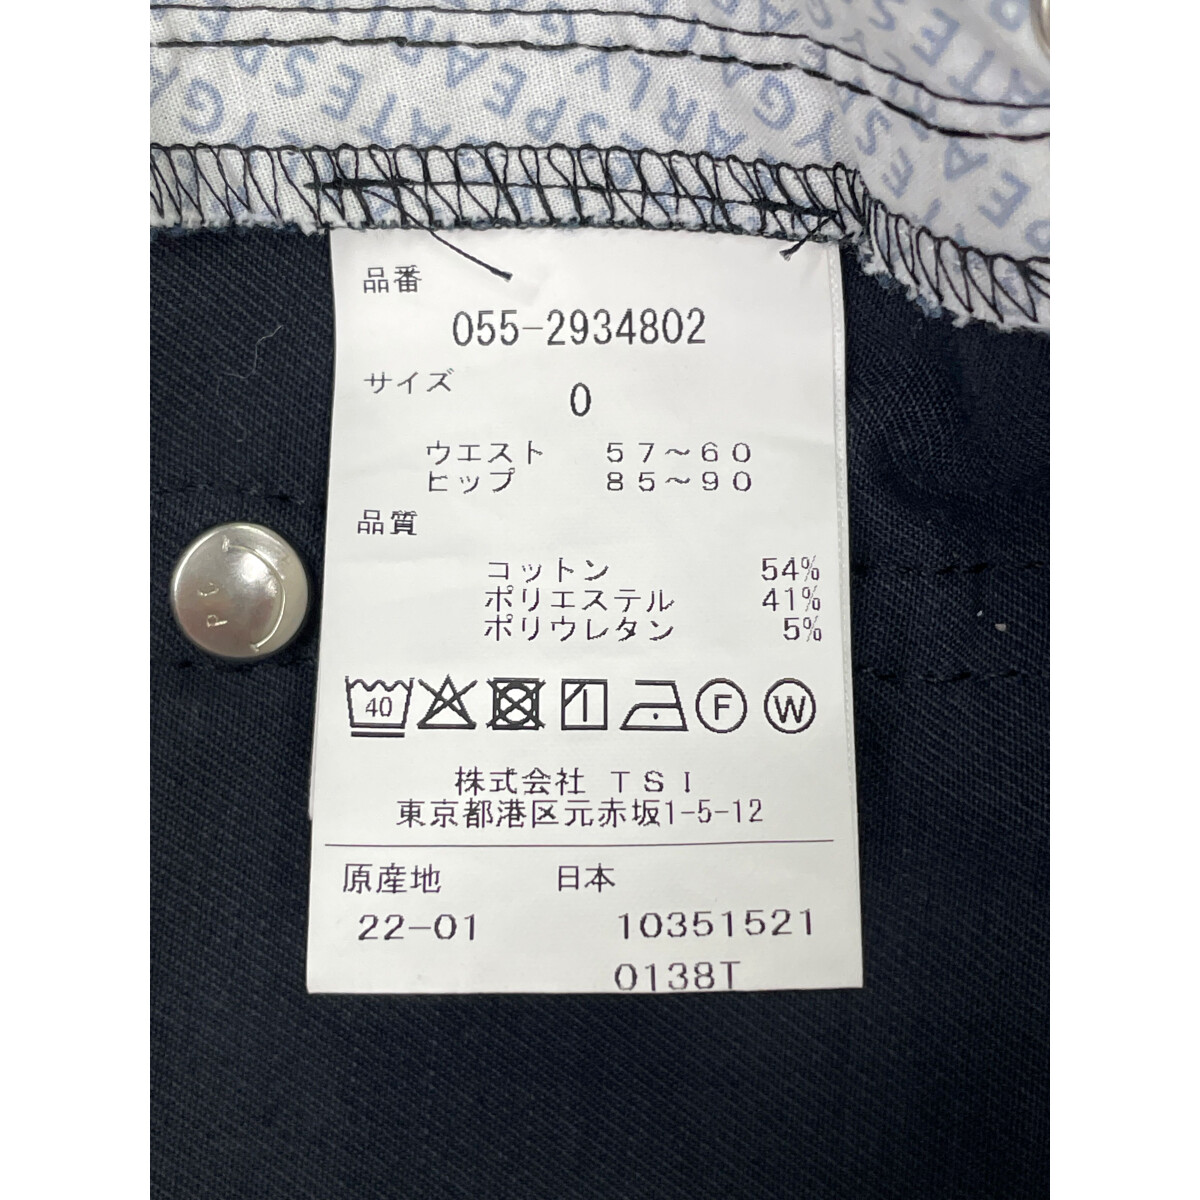 PEARLY GATES
品番
055-2934802
サイズ
0
ウエスト 57〜60
ヒップ 85〜90
品質
コットン 54%
ポリエステル 41%
ポリウレタン 5%
40
F
W
株式会社 TSI
東京都港区元赤坂1-5-12
原産地 日本
22-01 10351521
0138T